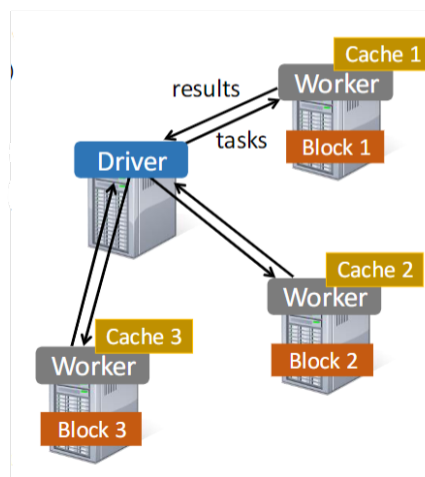 )
Cache 1
Worker
results
tasks
Block 1
Driver
Cache 2
Worker
Block 2
Cache 3
Worker
Block 3